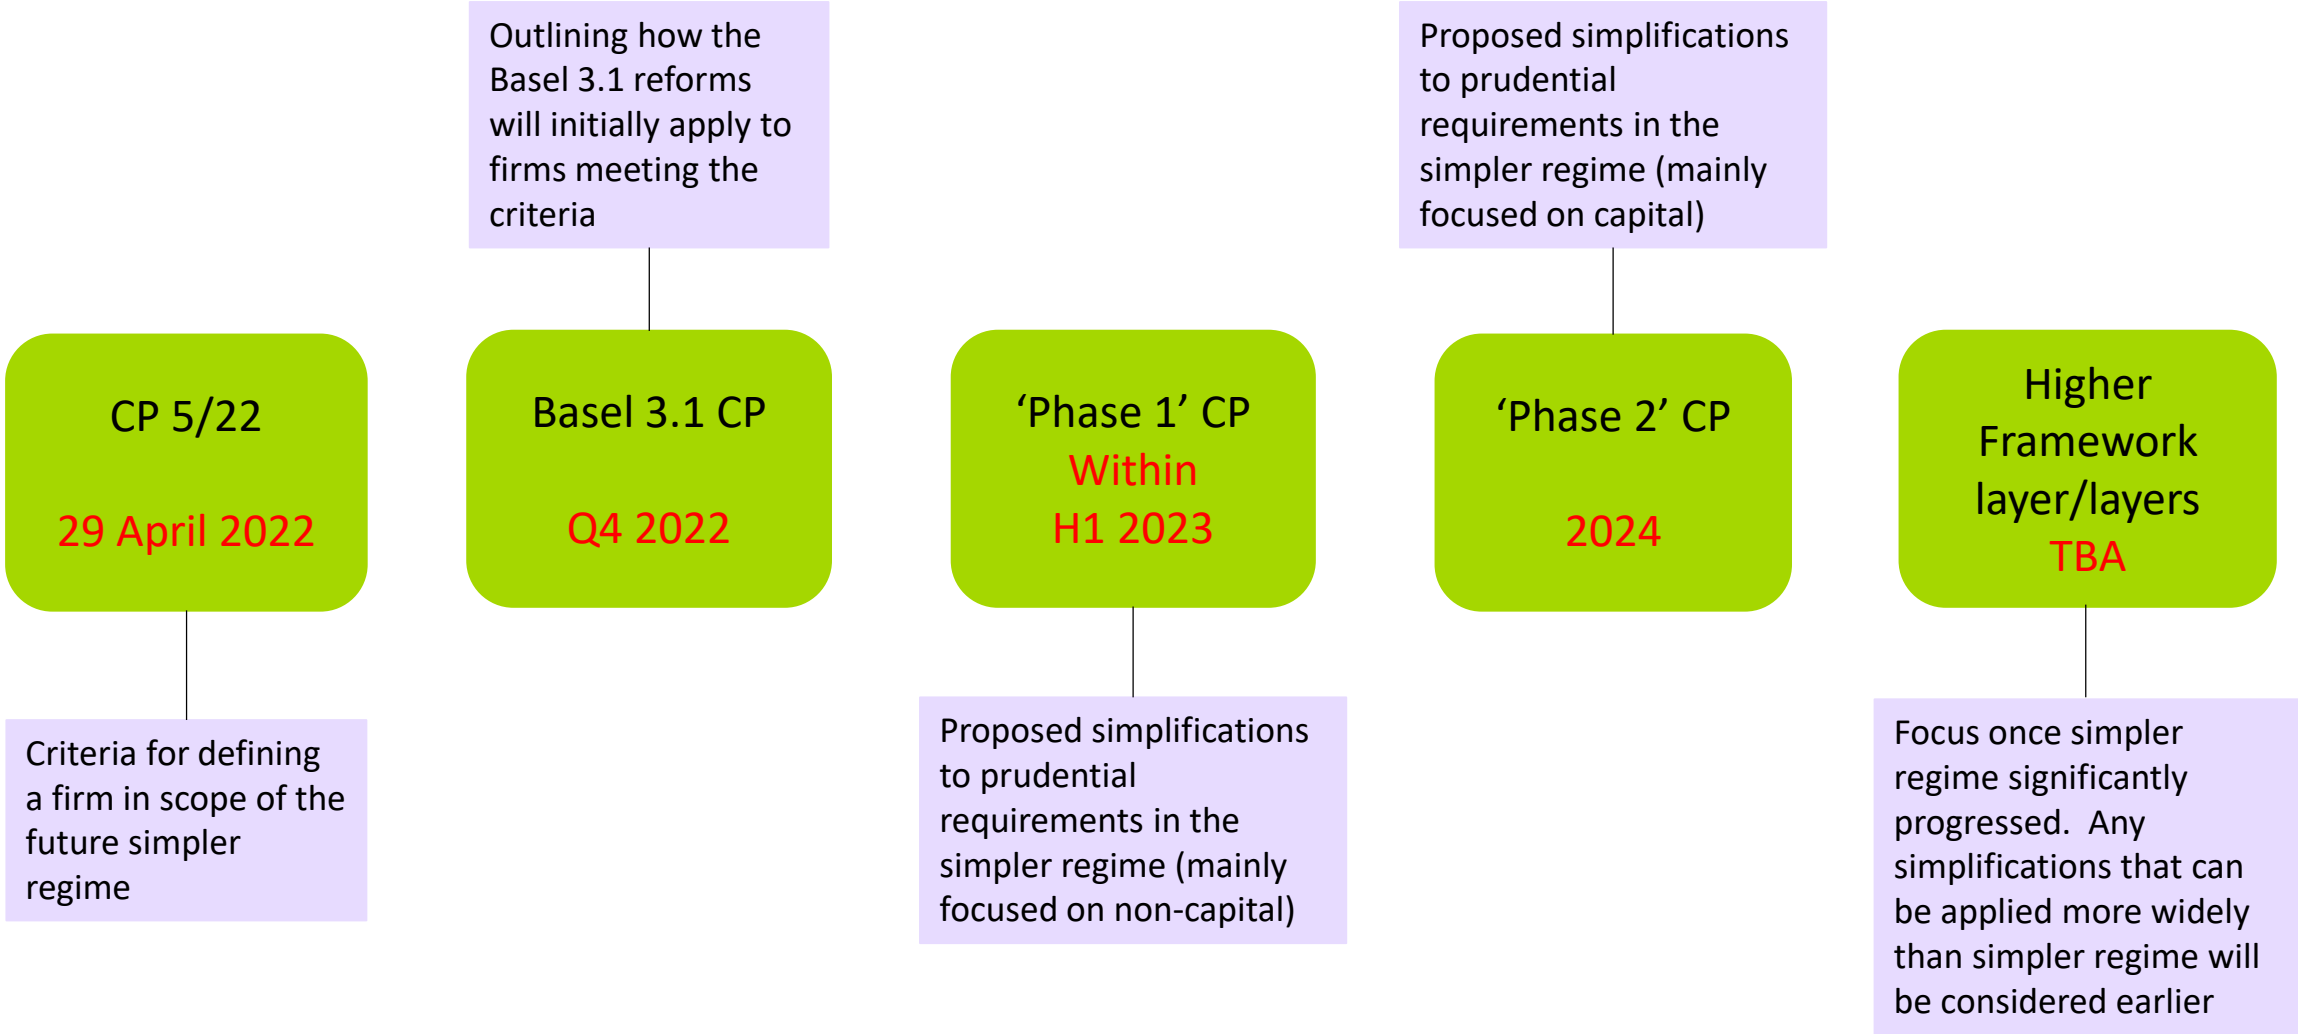 Outlining how the
Basel 3.1 reforms
will initially apply to
firms meeting the
criteria
Proposed simplifications
to prudential
requirements in the
simpler regime (mainly
focused on capital)
CP 5/22
29 April 2022
Basel 3.1 CP
Q4 2022
‘Phase 1’ CP
Within
H1 2023
‘Phase 2’ CP
2024
Higher
Framework
layer/layers
TBA
Criteria for defining
a firm in scope of the
future simpler
regime
Proposed simplifications
to prudential
requirements in the
simpler regime (mainly
focused on non-capital)
Focus once simpler
regime significantly
progressed.  Any
simplifications that can
be applied more widely
than simpler regime will
be considered earlier